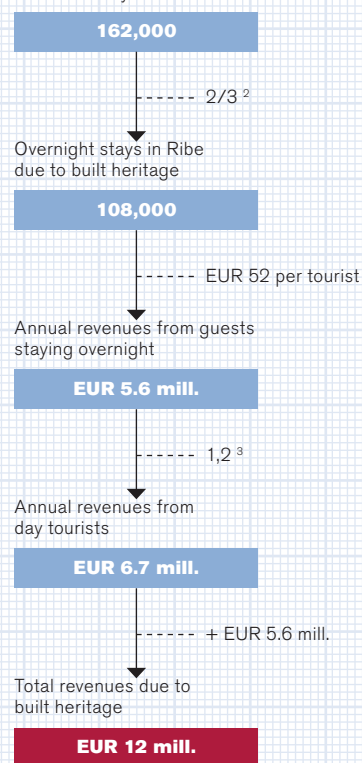 162,000
2/3 ²
Overnight stays in Ribe
due to built heritage
108,000
EUR 52 per tourist
Annual revenues from guests
staying overnight
EUR 5.6 mill.
1,2 ³
Annual revenues from
day tourists
EUR 6.7 mill.
+ EUR 5.6 mill.
Total revenues due to
built heritage
EUR 12 mill.